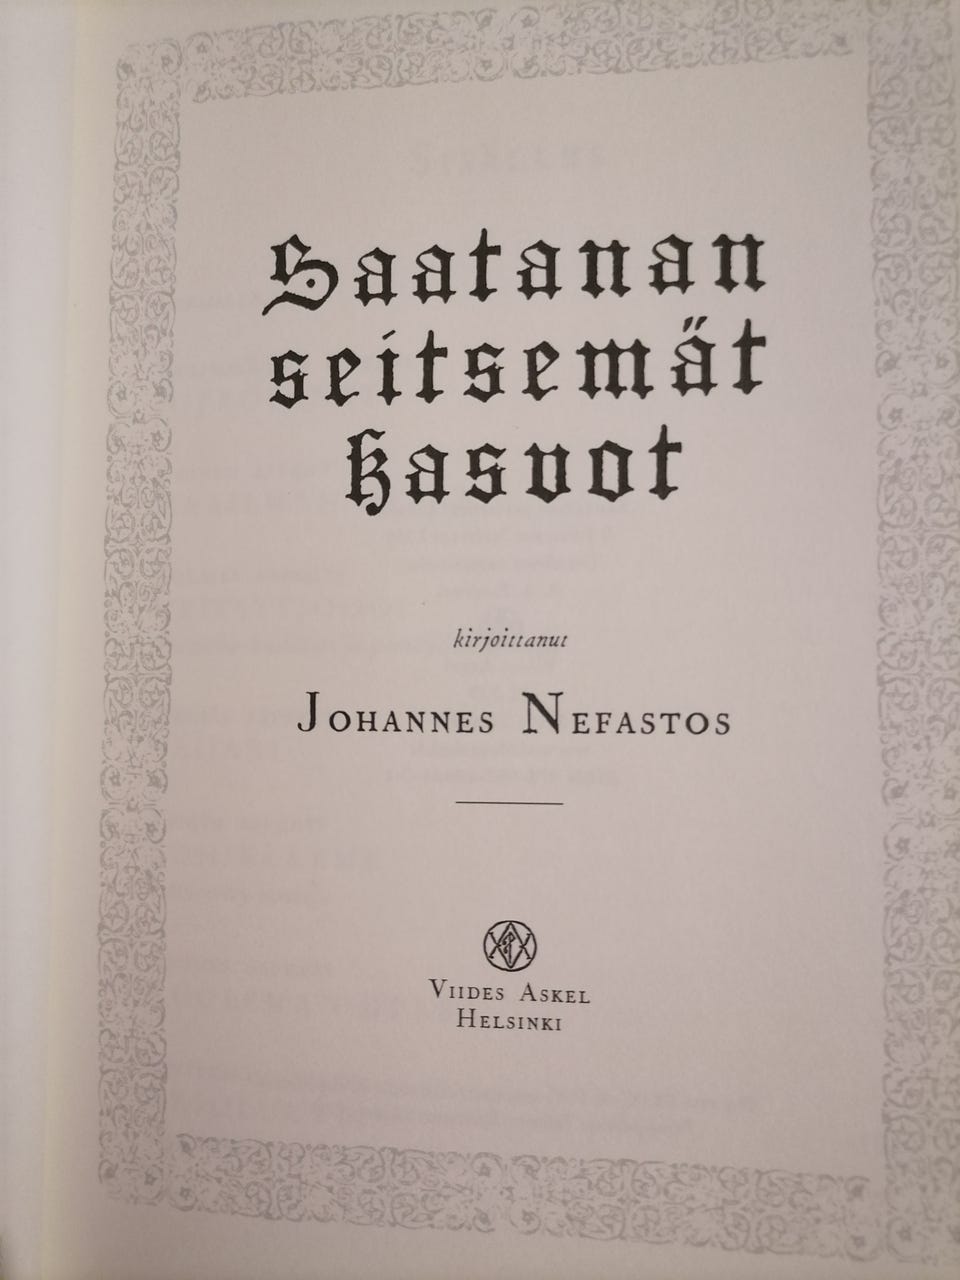 Saatanan
seitsemät
kasvot
kirjoittanut
Johannes Nefastos
Viides Askel
Helsinki